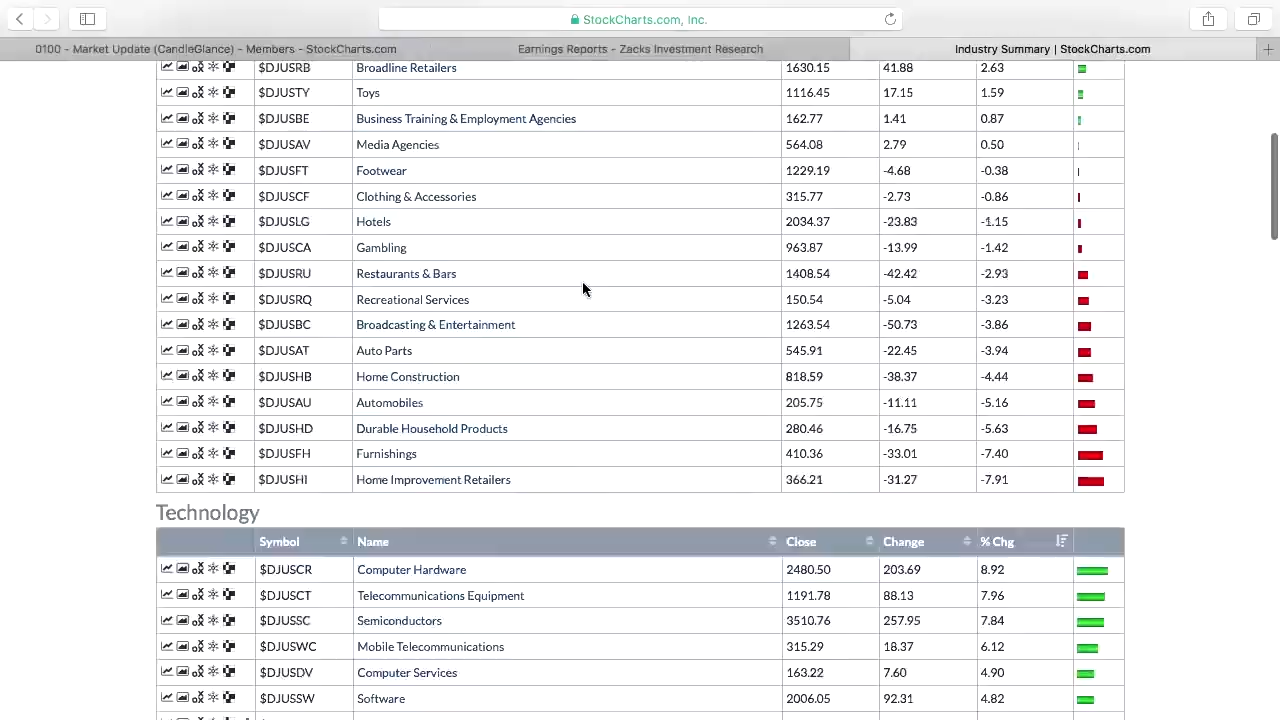 StockCharts.com, Inc.
0100 - Market Update (CandleGlance) - Members - StockCharts.com
Earnings Reports - Zacks Investment Research
Industry Summary | StockCharts.com
$DJUSRB Broadline Retailers 1630.15 41.88 2.63
$DJUSTY Toys 1116.45 17.15 1.59
$DJUSBE Business Training & Employment Agencies 162.77 1.41 0.87
$DJUSAV Media Agencies 564.08 2.79 0.50
$DJUSFT Footwear 1229.19 -4.68 -0.38
$DJUSCF Clothing & Accessories 315.77 -2.73 -0.86
$DJUSLG Hotels 2034.37 -23.83 -1.15
$DJUSCA Gambling 963.87 -13.99 -1.42
$DJUSRU Restaurants & Bars 1408.54 -42.42 -2.93
$DJUSRQ Recreational Services 150.54 -5.04 -3.23
$DJUSBC Broadcasting & Entertainment 1263.54 -50.73 -3.86
$DJUSAT Auto Parts 545.91 -22.45 -3.94
$DJUSHB Home Construction 818.59 -38.37 -4.44
$DJUSAU Automobiles 205.75 -11.11 -5.16
$DJUSHD Durable Household Products 280.46 -16.75 -5.63
$DJUSFH Furnishings 410.36 -33.01 -7.40
$DJUSHI Home Improvement Retailers 366.21 -31.27 -7.91
Technology
Symbol Name Close Change % Chg
$DJUSCR Computer Hardware 2480.50 203.69 8.92
$DJUSCT Telecommunications Equipment 1191.78 88.13 7.96
$DJUSSC Semiconductors 3510.76 257.95 7.84
$DJUSWC Mobile Telecommunications 315.29 18.37 6.12
$DJUSDV Computer Services 163.22 7.60 4.90
$DJUSSW Software 2006.05 92.31 4.82